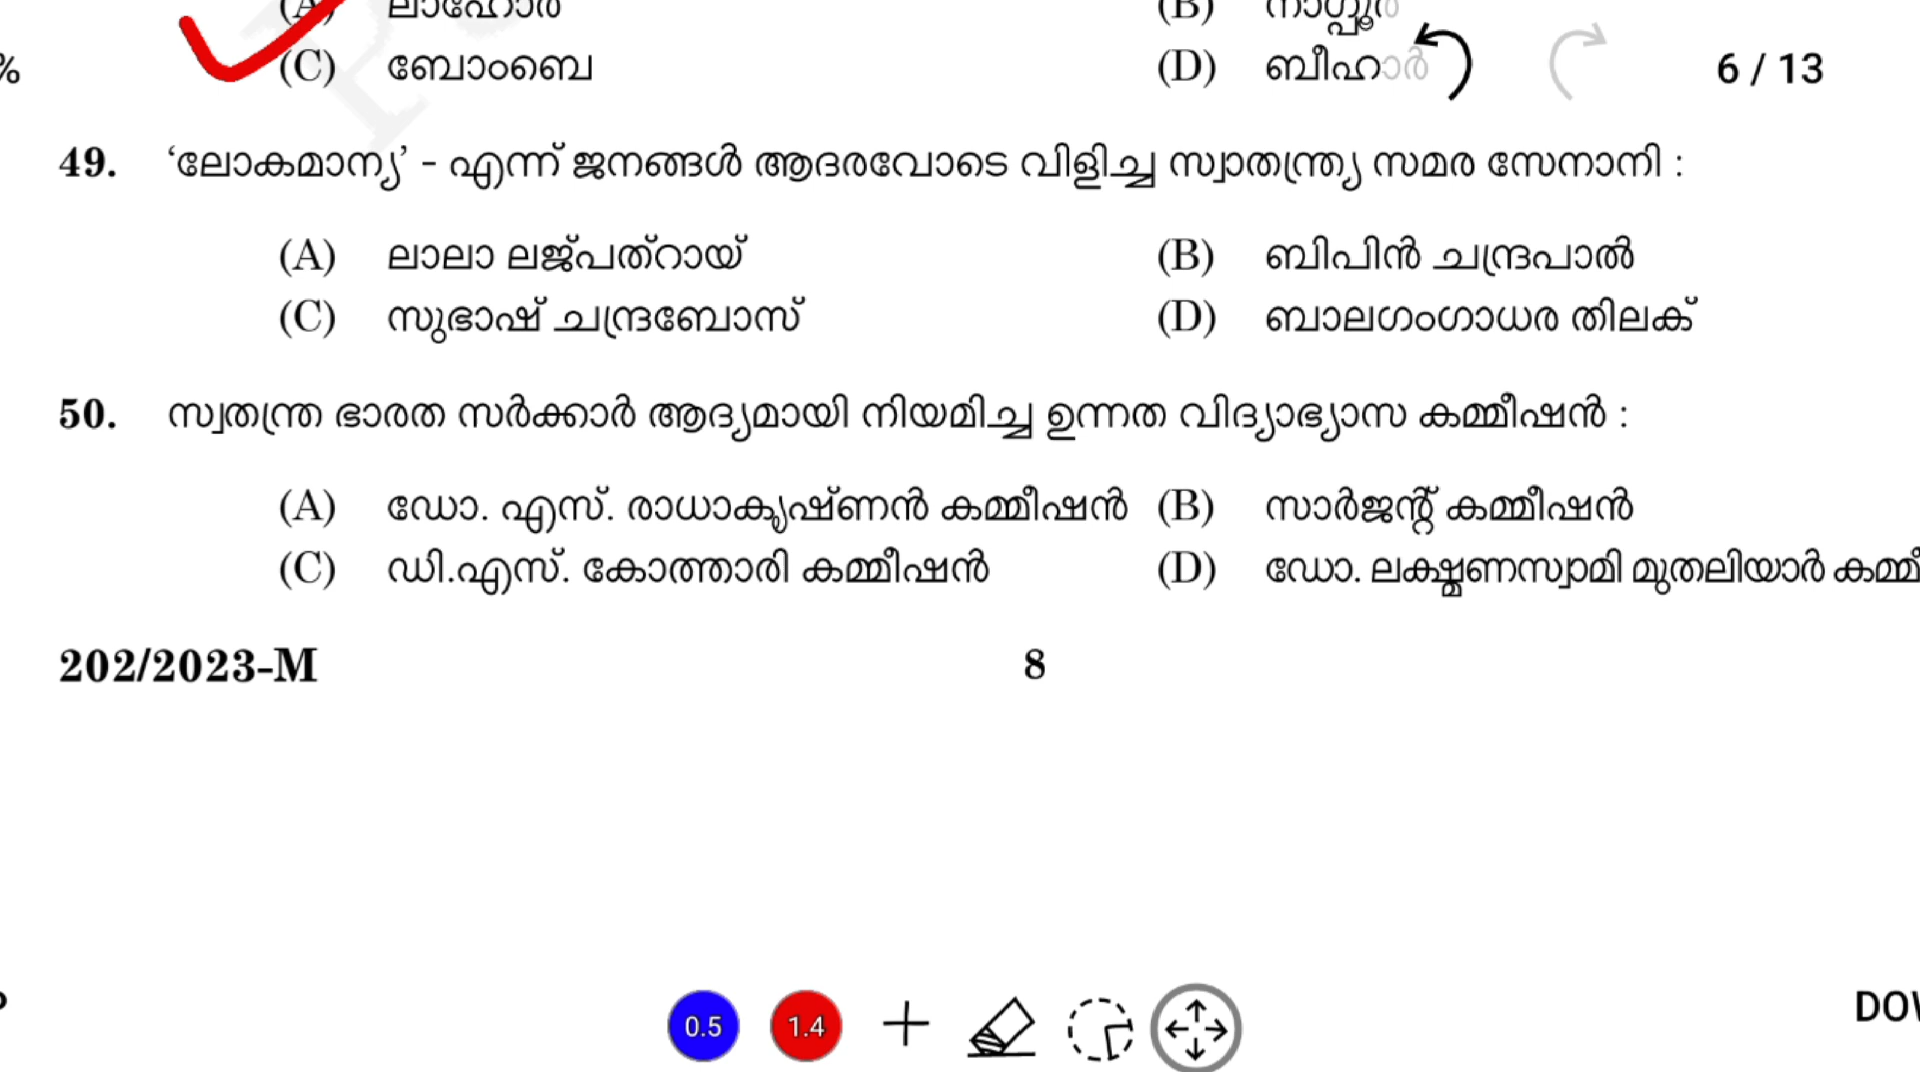 (A) ലാഹോർ (B) നാഗ്പൂർ
% (C) ബോംബെ (D) ബീഹാർ 6 / 13
49. ‘ലോകമാന്യ’ - എന്ന് ജനങ്ങൾ ആദരവോടെ വിളിച്ച സ്വാതന്ത്ര്യ സമര സേനാനി :
(A) ലാലാ ലജ്പത്റായ് (B) ബിപിൻ ചന്ദ്രപാൽ
(C) സുഭാഷ് ചന്ദ്രബോസ് (D) ബാലഗംഗാധര തിലക്
50. സ്വതന്ത്ര ഭാരത സർക്കാർ ആദ്യമായി നിയമിച്ച ഉന്നത വിദ്യാഭ്യാസ കമ്മീഷൻ :
(A) ഡോ. എസ്. രാധാകൃഷ്ണൻ കമ്മീഷൻ (B) സാർജന്റ് കമ്മീഷൻ
(C) ഡി.എസ്. കോത്താരി കമ്മീഷൻ (D) ഡോ. ലക്ഷ്മണസ്വാമി മുതലിയാർ കമ്മീ
202/2023-M 8
0.5 1.4